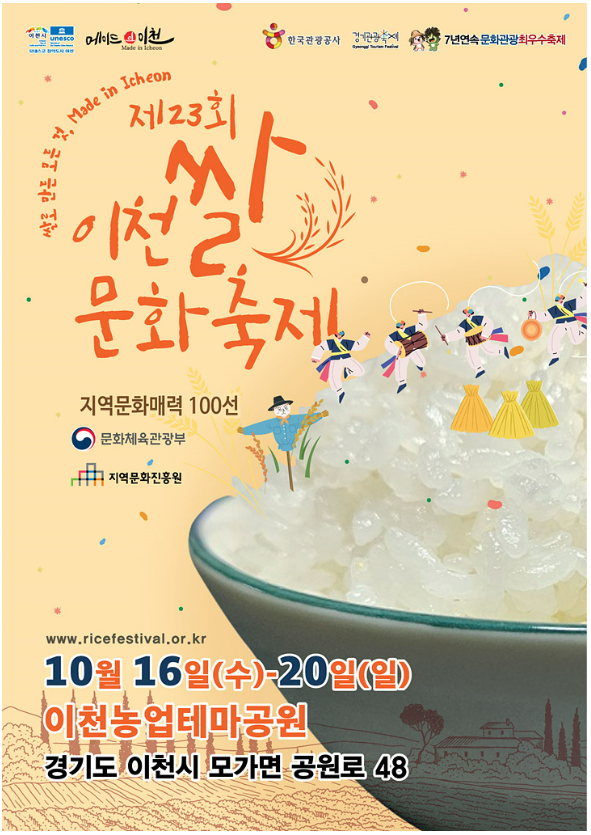 이천시
unesco
메이드 인 이천
Made in Icheon
한국관광공사
경기관광축제
Gyeonggi Tourism Festival
7년연속 문화관광최우수축제
쌀로 만든 모든 것, Made in Icheon
제23회
이천 쌀
문화축제
지역문화매력 100선
문화체육관광부
지역문화진흥원
www.ricefestival.or.kr
10월 16일(수)-20일(일)
이천농업테마공원
경기도 이천시 모가면 공원로 48